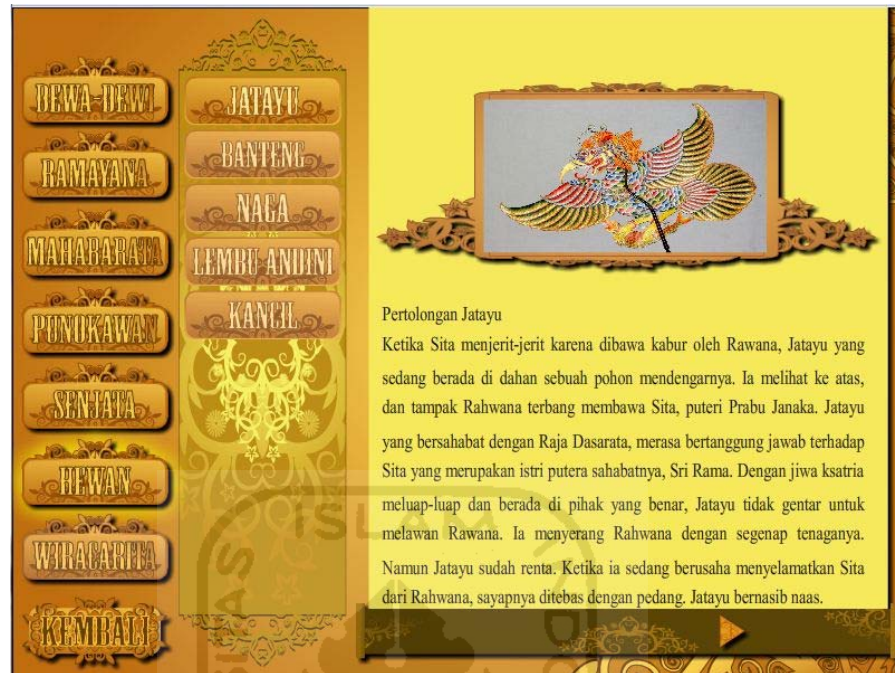 DEWA-DEWI
RAMAYANA
MAHABARATA
PUNOKAWAN
SENJATA
HEWAN
WIRACARITA
KEMBALI
JATAYU
BANTENG
NAGA
LEMBU ANDINI
KANCIL
Pertolongan Jatayu
Ketika Sita menjerit-jerit karena dibawa kabur oleh Rawana, Jatayu yang
sedang berada di dahan sebuah pohon mendengarnya. Ia melihat ke atas,
dan tampak Rahwana terbang membawa Sita, puteri Prabu Janaka. Jatayu
yang bersahabat dengan Raja Dasarata, merasa bertanggung jawab terhadap
Sita yang merupakan istri putera sahabatnya, Sri Rama. Dengan jiwa ksatria
meluap-luap dan berada di pihak yang benar, Jatayu tidak gentar untuk
melawan Rawana. Ia menyerang Rahwana dengan segenap tenaganya.
Namun Jatayu sudah renta. Ketika ia sedang berusaha menyelamatkan Sita
dari Rahwana, sayapnya ditebas dengan pedang. Jatayu bernasib naas.
ISLAM